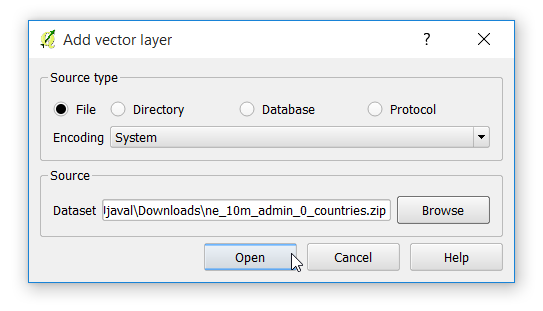 Add vector layer ?
Source type
File Directory Database Protocol
Encoding System
Source
Dataset ljaval\Downloads\ne_10m_admin_0_countries.zip Browse
Open Cancel Help